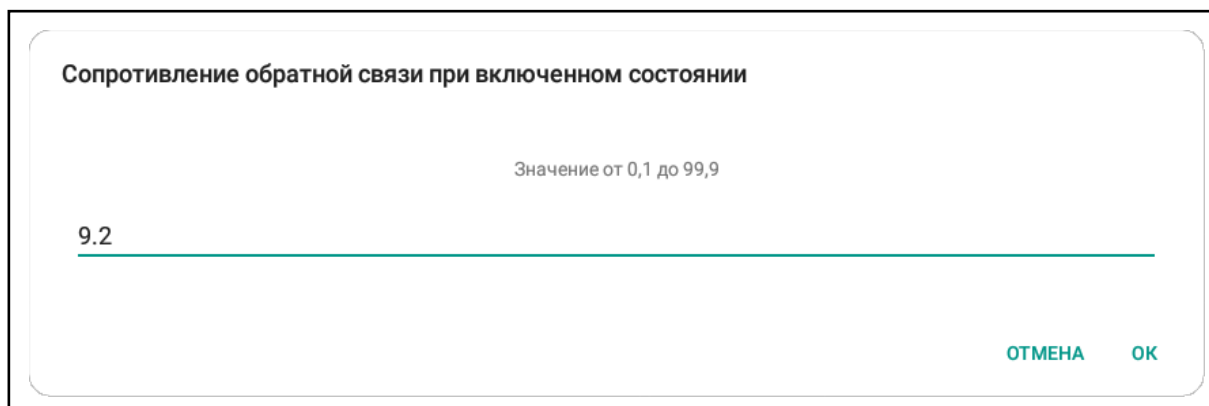 Сопротивление обратной связи при включенном состоянии
Значение от 0,1 до 99,9
9.2
ОТМЕНА ОК